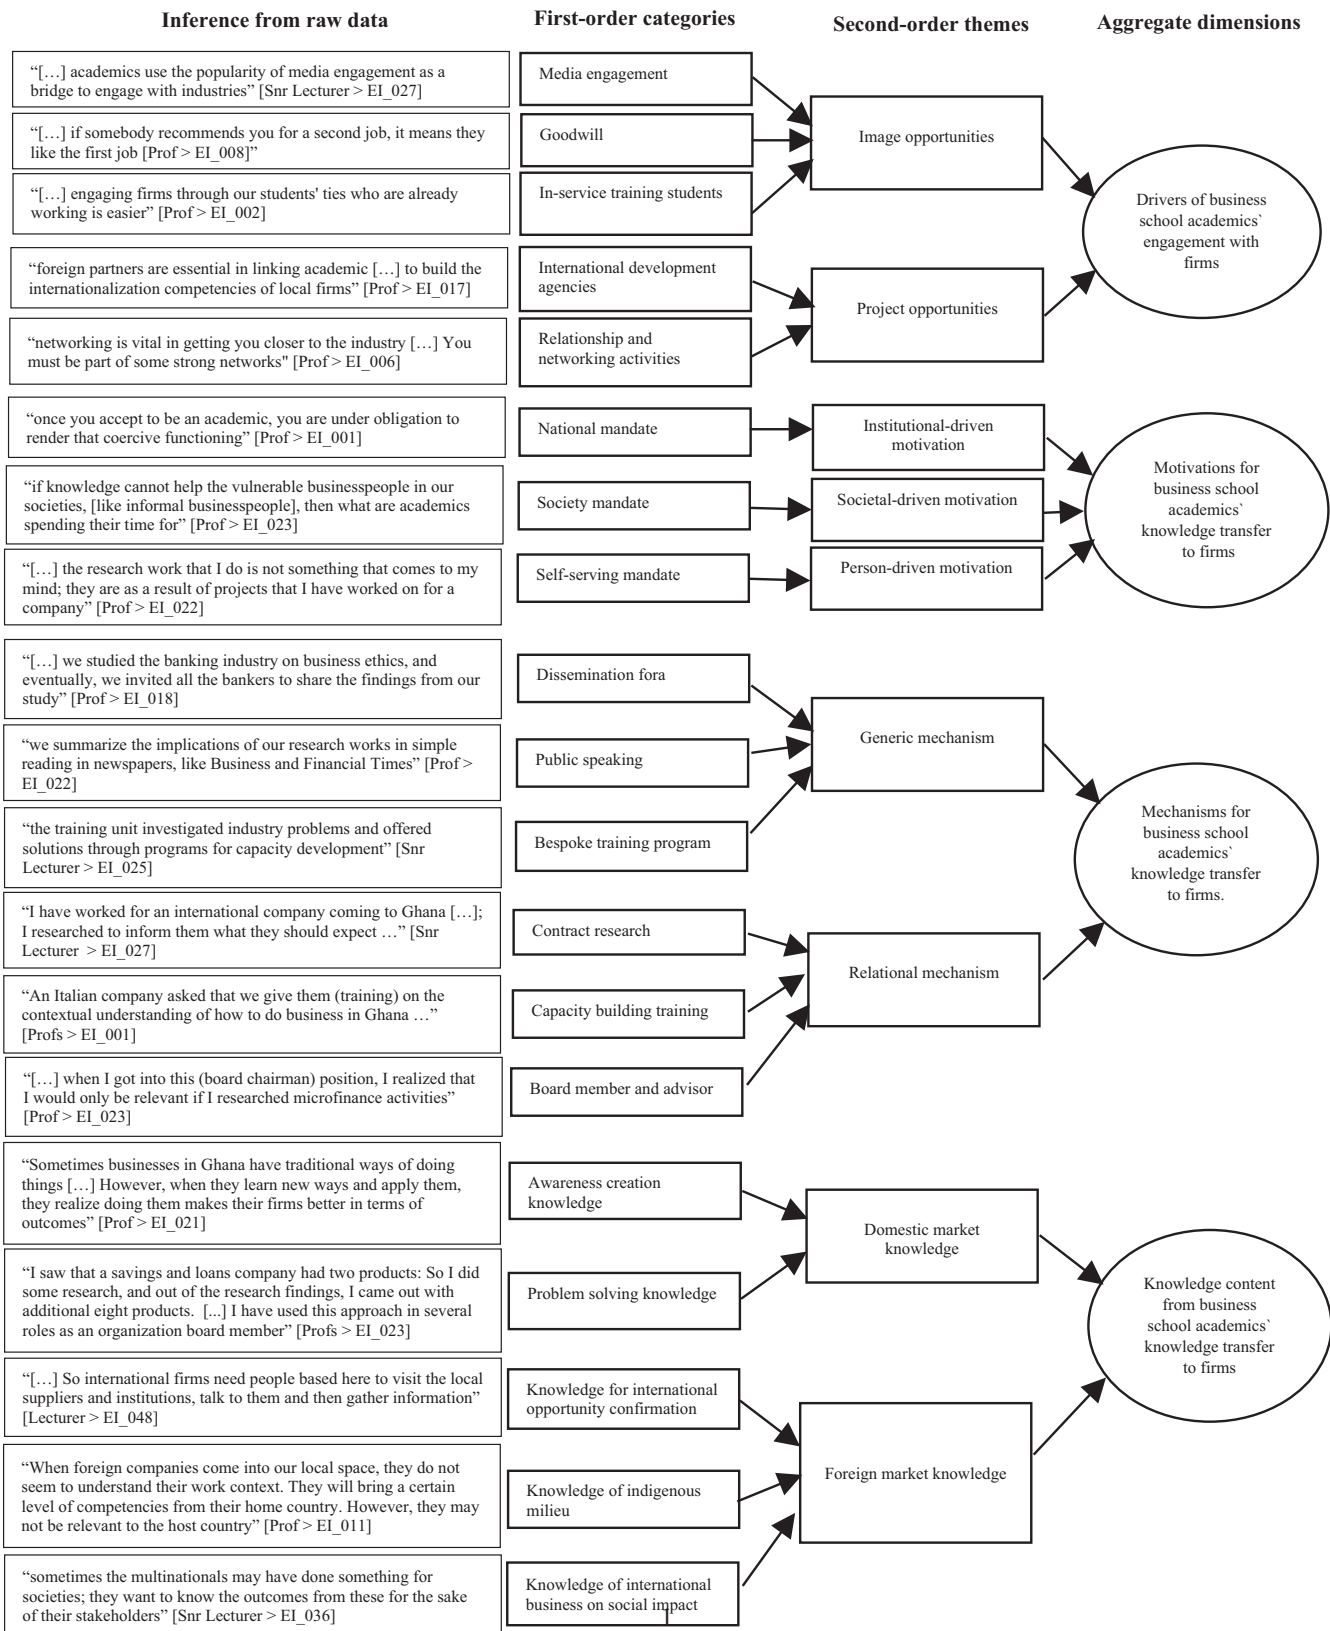 Inference from raw data
First-order categories
Second-order themes
Aggregate dimensions
“[…] academics use the popularity of media engagement as a
bridge to engage with industries” [Snr Lecturer > EI_027]
“[…] if somebody recommends you for a second job, it means they
like the first job [Prof > EI_008]”
“[…] engaging firms through our students' ties who are already
working is easier” [Prof > EI_002]
“foreign partners are essential in linking academic […] to build the
internationalization competencies of local firms” [Prof > EI_017]
“networking is vital in getting you closer to the industry […] You
must be part of some strong networks" [Prof > EI_006]
“once you accept to be an academic, you are under obligation to
render that coercive functioning” [Prof > EI_001]
“if knowledge cannot help the vulnerable businesspeople in our
societies, [like informal businesspeople], then what are academics
spending their time for” [Prof > EI_023]
“[…] the research work that I do is not something that comes to my
mind; they are as a result of projects that I have worked on for a
company” [Prof > EI_022]
“[…] we studied the banking industry on business ethics, and
eventually, we invited all the bankers to share the findings from our
study” [Prof > EI_018]
“we summarize the implications of our research works in simple
reading in newspapers, like Business and Financial Times” [Prof >
EI_022]
“the training unit investigated industry problems and offered
solutions through programs for capacity development” [Snr
Lecturer > EI_025]
“I have worked for an international company coming to Ghana […];
I researched to inform them what they should expect …” [Snr
Lecturer > EI_027]
“An Italian company asked that we give them (training) on the
contextual understanding of how to do business in Ghana …”
[Profs > EI_001]
“[…] when I got into this (board chairman) position, I realized that
I would only be relevant if I researched microfinance activities”
[Prof > EI_023]
“Sometimes businesses in Ghana have traditional ways of doing
things […] However, when they learn new ways and apply them,
they realize doing them makes their firms better in terms of
outcomes” [Prof > EI_021]
“I saw that a savings and loans company had two products: So I did
some research, and out of the research findings, I came out with
additional eight products. [...] I have used this approach in several
roles as an organization board member” [Profs > EI_023]
“[…] So international firms need people based here to visit the local
suppliers and institutions, talk to them and then gather information”
[Lecturer > EI_048]
“When foreign companies come into our local space, they do not
seem to understand their work context. They will bring a certain
level of competencies from their home country. However, they may
not be relevant to the host country” [Prof > EI_011]
“sometimes the multinationals may have done something for
societies; they want to know the outcomes from these for the sake
of their stakeholders” [Snr Lecturer > EI_036]
Media engagement
Goodwill
In-service training students
International development
agencies
Relationship and
networking activities
National mandate
Society mandate
Self-serving mandate
Dissemination fora
Public speaking
Bespoke training program
Contract research
Capacity building training
Board member and advisor
Awareness creation
knowledge
Problem solving knowledge
Knowledge for international
opportunity confirmation
Knowledge of indigenous
milieu
Knowledge of international
business on social impact
Image opportunities
Project opportunities
Institutional-driven
motivation
Societal-driven motivation
Person-driven motivation
Generic mechanism
Relational mechanism
Domestic market
knowledge
Foreign market knowledge
Drivers of business
school academics`
engagement with
firms
Motivations for
business school
academics`
knowledge transfer
to firms
Mechanisms for
business school
academics`
knowledge transfer
to firms.
Knowledge content
from business
school academics`
knowledge transfer
to firms